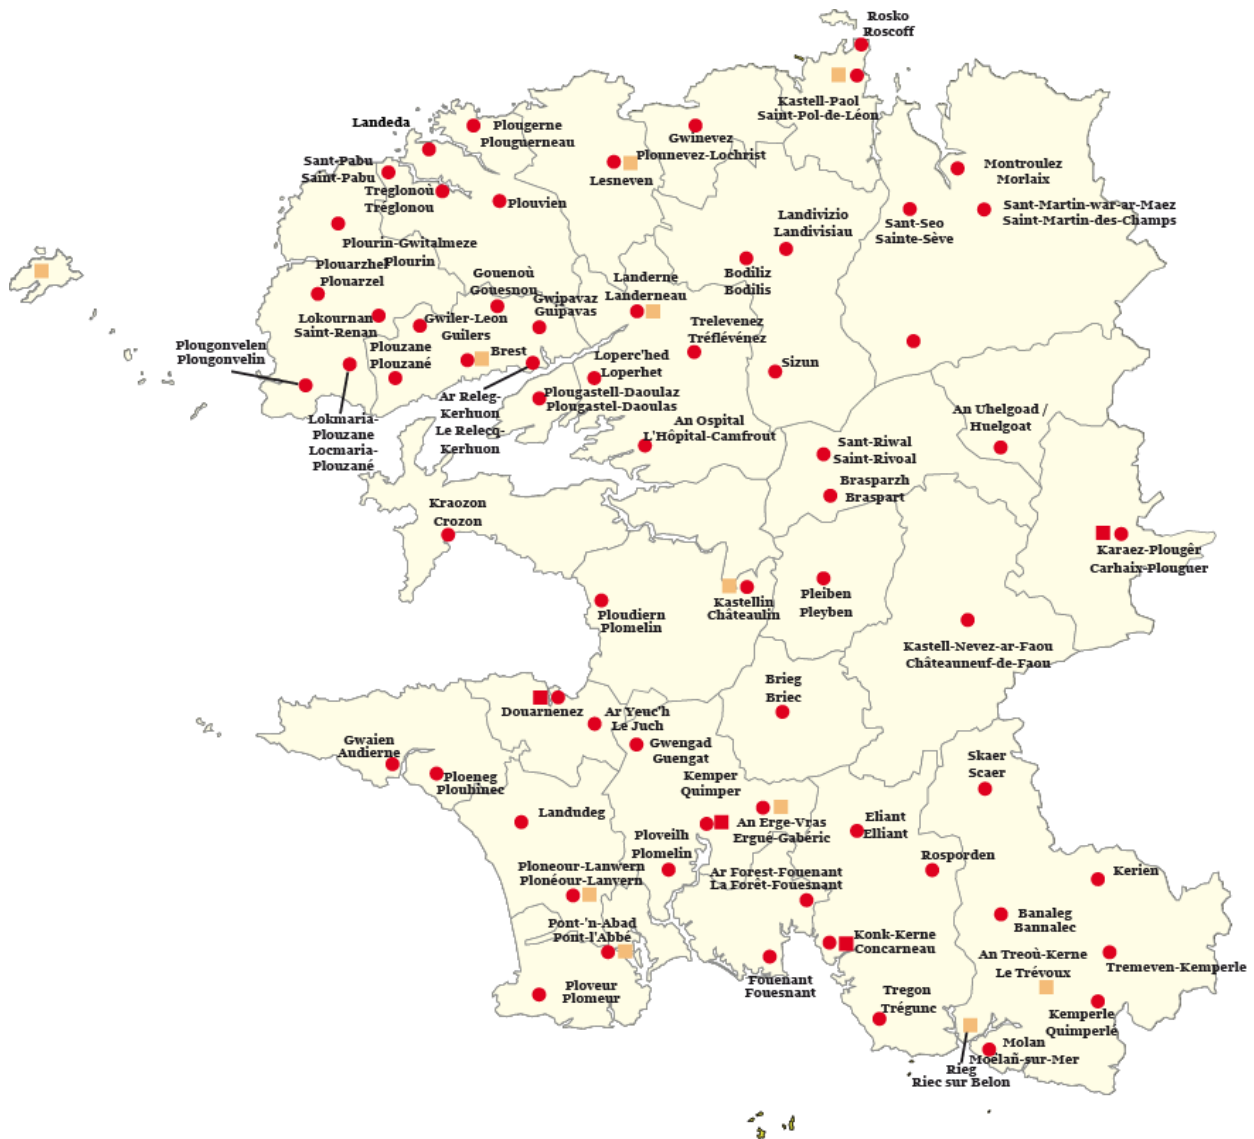 Rosko
Roscoff
Kastell-Paol
Saint-Pol-de-Léon
Landeda
Plougerne
Plouguerneau
Gwinevez
Plounevez-Lochrist
Lesneven
Sant-Pabu
Saint-Pabu
Treglonoù
Tréglonou
Plouvien
Montroulez
Morlaix
Sant-Martin-war-ar-Maez
Saint-Martin-des-Champs
Sant-Seo
Sainte-Sève
Landivizio
Landivisiau
Bodiliz
Bodilis
Plourin-Gwitalmeze
Plourin
Plouarzhel
Plouarzel
Gouenoù
Gouesnou
Gwipavaz
Guipavas
Landerne
Landerneau
Lokournan
Saint-Renan
Gwiler-Leon
Guilers
Trelevenez
Tréflévénez
Plougonvelen
Plougonvelin
Plouzane
Plouzané
Brest
Loperc'hed
Loperhet
Sizun
Plougastell-Daoulaz
Plougastel-Daoulas
Ar Releg-
Kerhuon
Le Relecq-
Kerhuon
Lokmaria-
Plouzane
Locmaria-
Plouzané
An Ospital
L'Hôpital-Camfrout
An Uhelgoad /
Huelgoat
Sant-Riwal
Saint-Rivoal
Brasparzh
Braspart
Kraozon
Crozon
Karaez-Plougêr
Carhaix-Plouguer
Kastellin
Châteaulin
Pleiben
Pleyben
Ploudiern
Plomelin
Kastell-Nevez-ar-Faou
Châteauneuf-de-Faou
Brieg
Briec
Douarnenez
Ar Yeuc'h
Le Juch
Gwengad
Guengat
Gwaien
Audierne
Ploeneg
Plouhinec
Kemper
Quimper
Skaer
Scaer
Landudeg
An Erge-Vras
Ergué-Gabéric
Eliant
Elliant
Ploveilh
Plomelin
Rosporden
Ploneour-Lanwern
Plonéour-Lanvern
Ar Forest-Fouenant
La Forêt-Fouesnant
Kerien
Banaleg
Bannalec
Pont-'n-Abad
Pont-l'Abbé
Konk-Kerne
Concarneau
An Treoù-Kerne
Le Trévoux
Tremeven-Kemperle
Fouenant
Fouesnant
Ploveur
Plomeur
Tregon
Trégunc
Kemperle
Quimperlé
Molan
Moelañ-sur-Mer
Rieg
Riec sur Belon